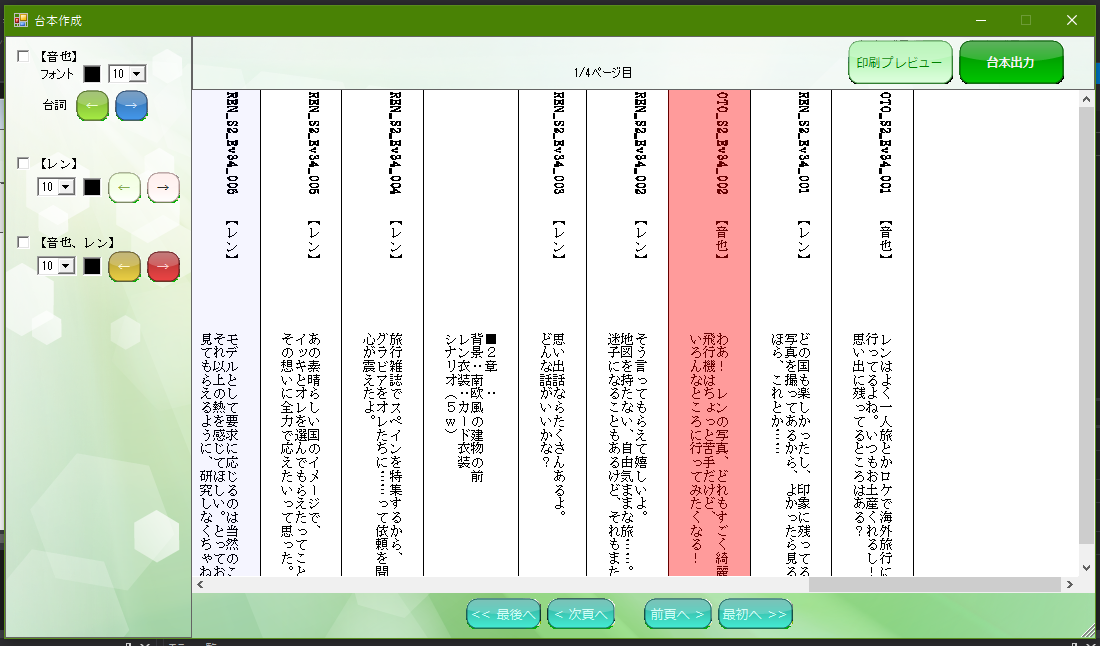 台本作成
【音也】
フォント
10
台詞
←
→
【レン】
10
←
→
【音也、レン】
10
←
→
1/4ページ目
印刷プレビュー
台本出力
OTO_S2_Ev34_001
【音也】
レンはよく一人旅とかロケで海外旅行に
行ってるよね。いつもお土産くれるし！
思い出に残ってるところはある？
REN_S2_Ev34_001
【レン】
どの国も楽しかったし、印象に残ってる
写真を撮ってあるから、よかったら見る
ほら、これとか……
OTO_S2_Ev34_002
【音也】
わあ！　レンの写真、どれもすごく綺麗
飛行機はちょっと苦手だけど、
いろんなところに行ってみたくなる！
REN_S2_Ev34_002
【レン】
そう言ってもらえて嬉しいよ。
地図を持たない、自由気ままな旅……。
迷子になることもあるけど、それもまた
REN_S2_Ev34_003
【レン】
思い出話ならたくさんあるよ。
どんな話がいいかな？
■２章：
背景：南欧風の建物の前
レン衣装：カード衣装
シナリオ（５ｗ）
REN_S2_Ev34_004
【レン】
旅行雑誌でスペインを特集するから、
グラビアをオレたちに……って依頼を聞
心が震えたよ。
REN_S2_Ev34_005
【レン】
あの素晴らしい国のイメージで、
イッキとオレを選んでもらえたってこと
その想いに全力で応えたいって思った。
REN_S2_Ev34_006
【レン】
モデルとして要求に応じるのは当然のこ
それ以上の熱を感じてほしい。とってお
見てもらえるように、研究しなくちゃね
<< 最後へ
< 次頁へ
前頁へ >
最初へ >>